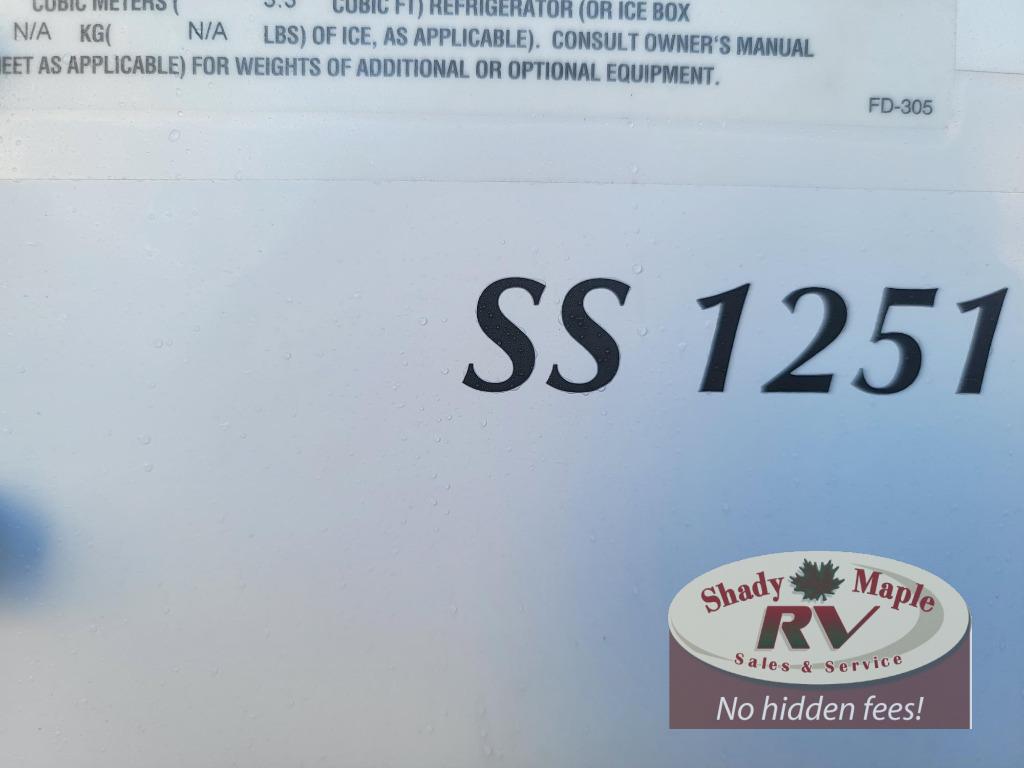 CUBIC METERS ( 3.3 CUBIC FT) REFRIGERATOR (OR ICE BOX
N/A KG( N/A LBS) OF ICE, AS APPLICABLE). CONSULT OWNER'S MANUAL
EET AS APPLICABLE) FOR WEIGHTS OF ADDITIONAL OR OPTIONAL EQUIPMENT.
FD-305
SS 1251
Shady Maple
RV
Sales & Service
No hidden fees!